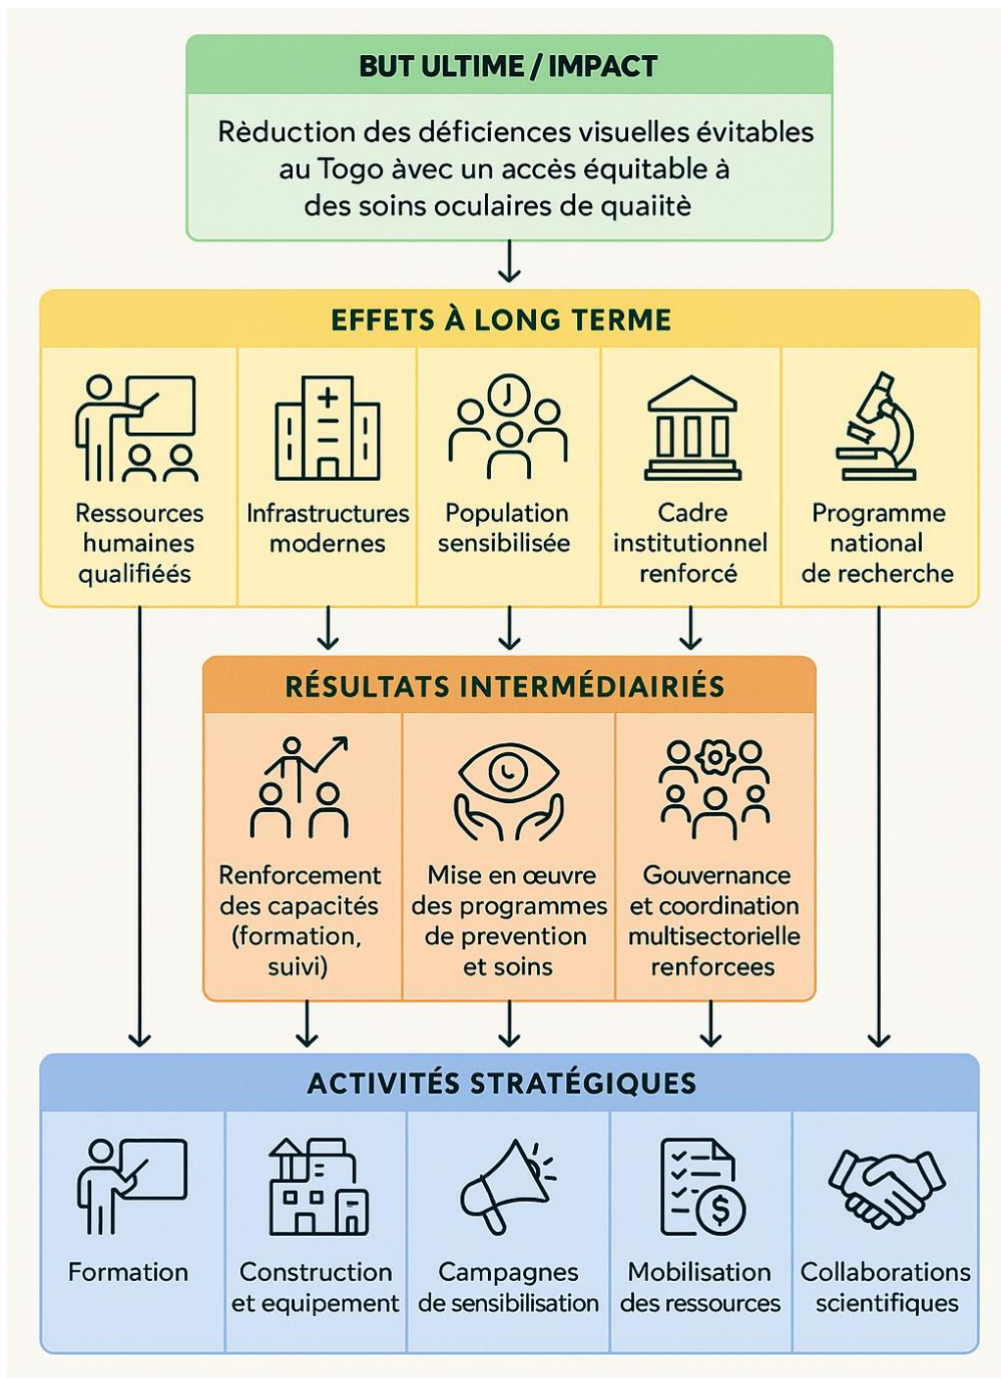 BUT ULTIME / IMPACT
Rèduction des déficiences visuelles évitables
au Togo àvec un accès équitable à
des soins oculaires de quaiitè
EFFETS À LONG TERME
Ressources
humaines
qualifiéés
Infrastructures
modernes
Population
sensibilisée
Cadre
institutionnel
renforcé
Programme
national
de recherche
RÉSULTATS INTERMÉDIAIRIÉS
Renforcement
des capacités
(formation,
suivi)
Mise en œuvre
des programmes
de prevention
et soins
Gouvernance
et coordination
multisectorielle
renforcees
ACTIVITÉS STRATÉGIQUES
Formation
Construction
et equipement
Campagnes
de sensibilisation
$
Mobilisation
des ressources
Collaborations
scientifiques